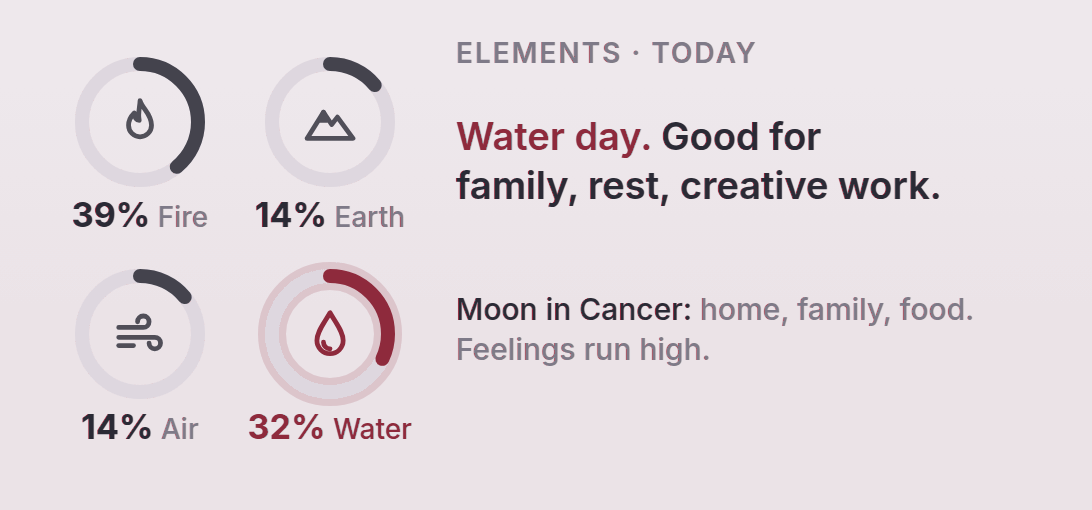 39% Fire
14% Earth
14% Air
32% Water
ELEMENTS · TODAY
Water day. Good for
family, rest, creative work.
Moon in Cancer: home, family, food.
Feelings run high.